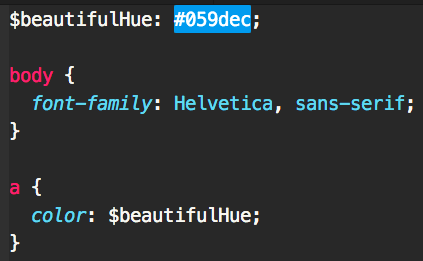 $beautifulHue: #059dec;
body {
font-family: Helvetica, sans-serif;
}
a {
color: $beautifulHue;
}